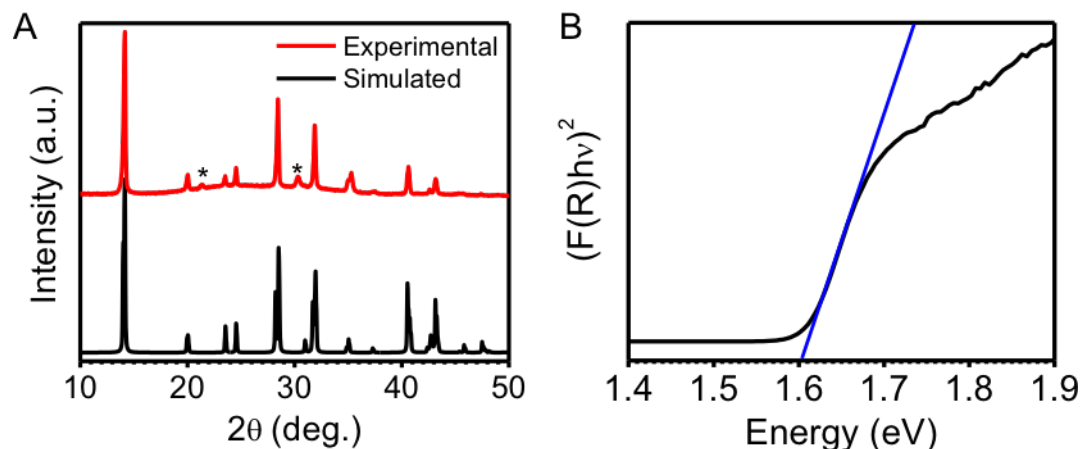 A
Experimental
Simulated
*
*
Intensity (a.u.)
10
20
30
40
50
2θ (deg.)
B
(F(R)hν)²
1.4
1.5
1.6
1.7
1.8
1.9
Energy (eV)